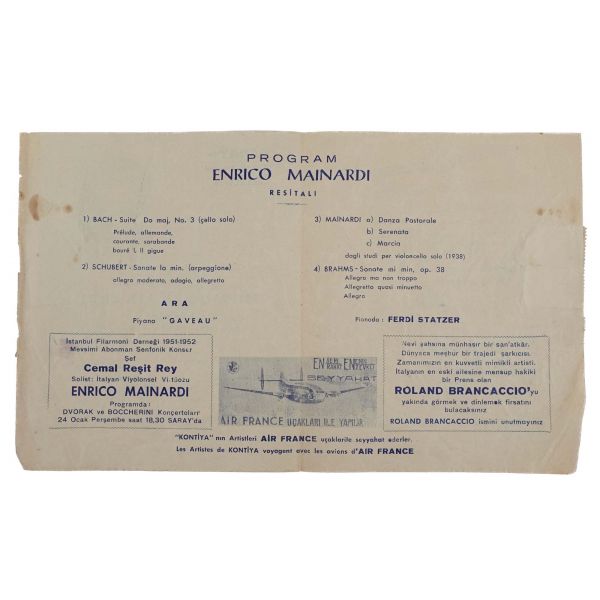 PROGRAM
ENRICO MAINARDI
RESİTALI
1) BACH - Suite Do maj, No. 3 (çello solo)
Prélude, allemande,
courante, sarabande
bouré I, II gigue
2) SCHUBERT - Sonate la min. (arpeggione)
allegro moderato, adagio, allegretto
ARA
Piyano "GAVEAU"
3) MAINARDI a) Danza Pastorale
b) Serenata
c) Marcia
dagli studi per violoncello solo (1938)
4) BRAHMS - Sonate mi min, op. 38
Allegro ma non troppo
Allegretto quasi minuetto
Allegro
Pianoda : FERDİ STATZER
İstanbul Filarmoni Derneği 1951-1952
Mevsimi Abonman Senfonik Konser
Şef
Cemal Reşit Rey
Solist: İtalyan Viyolonsel Virtüozu
ENRICO MAINARDI
Programda:
DVORAK ve BOCCHERINI Konçertoları
24 Ocak Perşembe saat 18,30 SARAY'da
EN
EN
SEYYAHAT
AIR FRANCE UÇAKLARI İLE YAPILIR
Nevi şahsına münhasır bir san'atkâr.
Dünyaca meşhur bir trajedi şarkıcısı.
Zamanımızın en kuvvetli mimikli artisti.
İtalyanın en eski ailesine mensup hakiki
bir Prens olan
ROLAND BRANCACCIO'yu
yakında görmek ve dinlemek fırsatını
bulacaksınız
ROLAND BRANCACCIO ismini unutmayınız
"KONTİYA" nın Artistleri AİR FRANCE uçaklarile seyyahat ederler.
Les Artistes de KONTİYA voyagent avec les avions d'AIR FRANCE